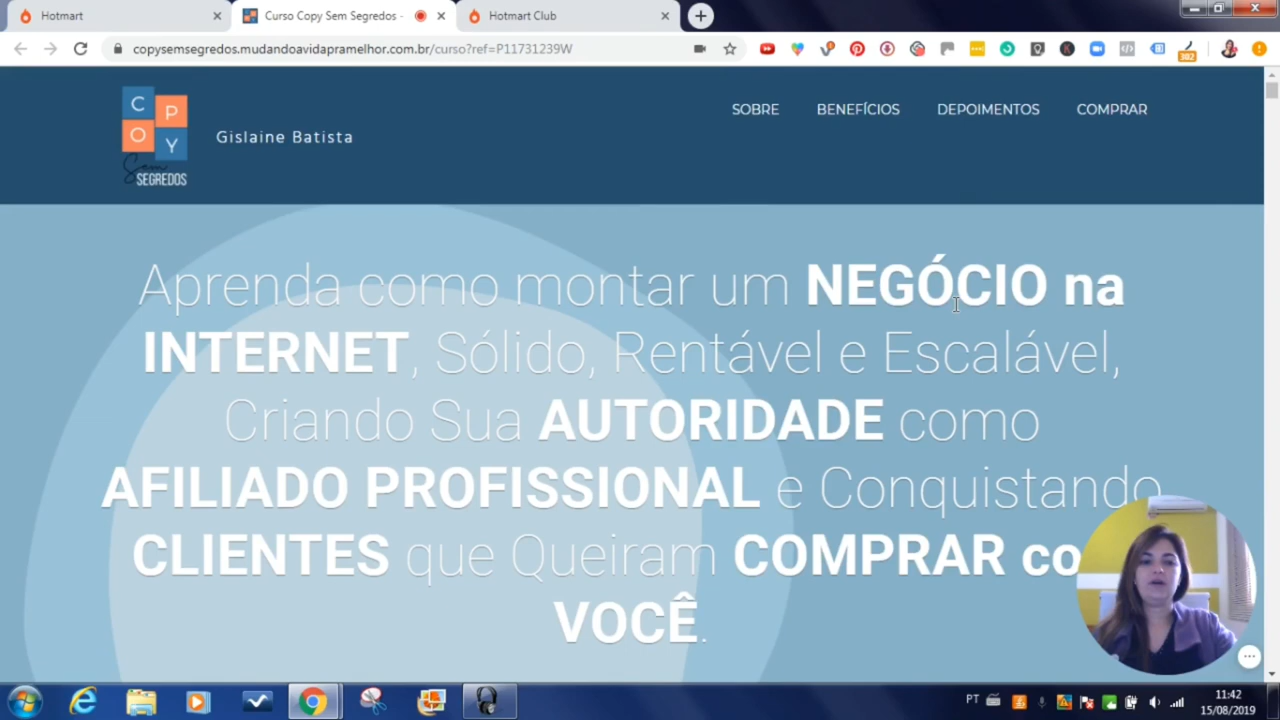 Hotmart
Curso Copy Sem Segredos -
Hotmart Club
copysemsegredos.mudandoavidapramelhor.com.br/curso?ref=P11731239W
302
C
P
O
Y
Sem
SEGREDOS
Gislaine Batista
SOBRE
BENEFÍCIOS
DEPOIMENTOS
COMPRAR
Aprenda como montar um NEGÓCIO na
INTERNET, Sólido, Rentável e Escalável,
Criando Sua AUTORIDADE como
AFILIADO PROFISSIONAL e Conquistando
CLIENTES que Queiram COMPRAR co
VOCÊ.
PT
11:42
15/08/2019